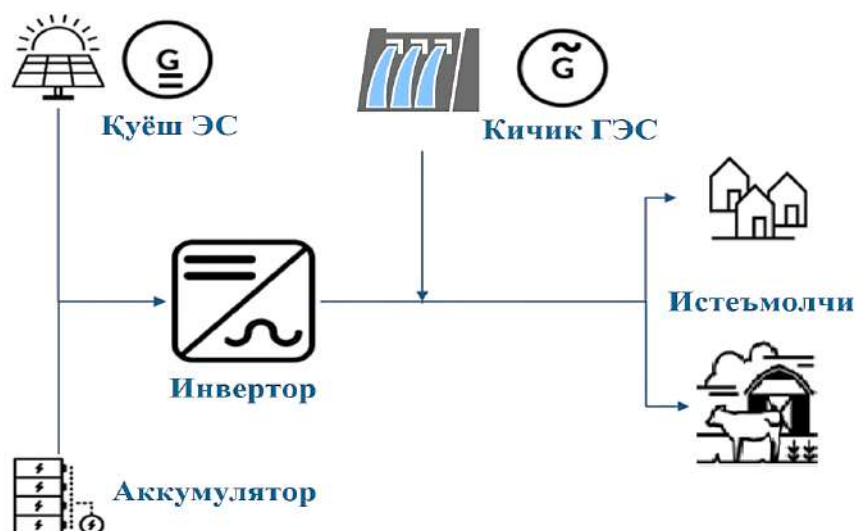 G
G
Қуёш ЭС
Кичик ГЭС
Истеъмолчи
Инвертор
Аккумулятор